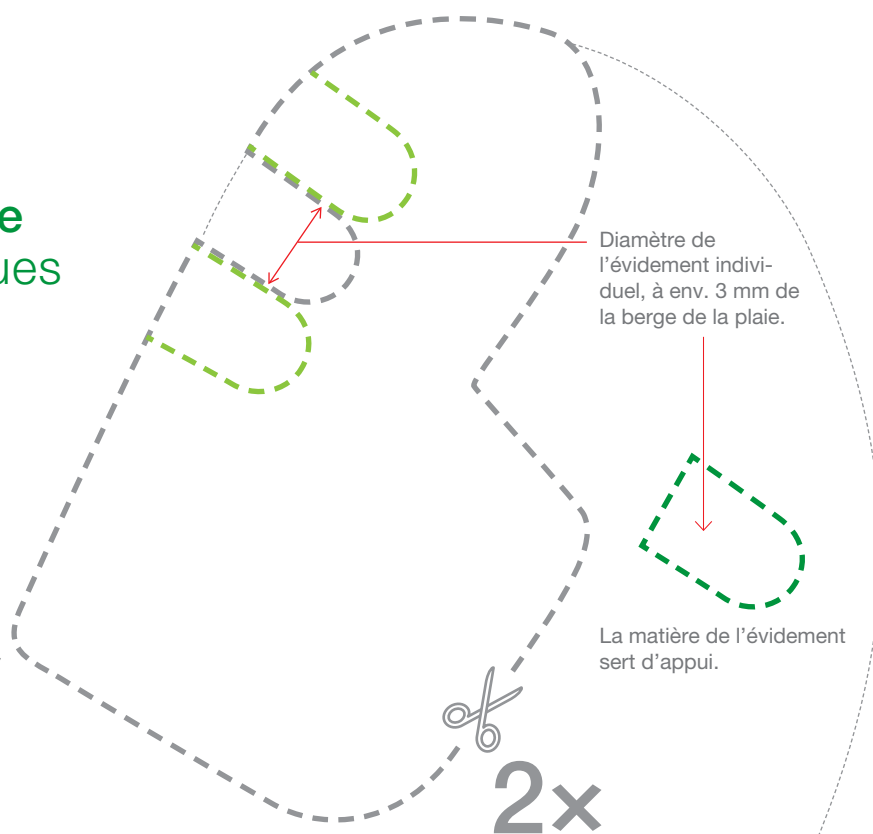 e
ues
Diamètre de
l’évidement indivi-
duel, à env. 3 mm de
la berge de la plaie.
La matière de l’évidement
sert d’appui.
2×